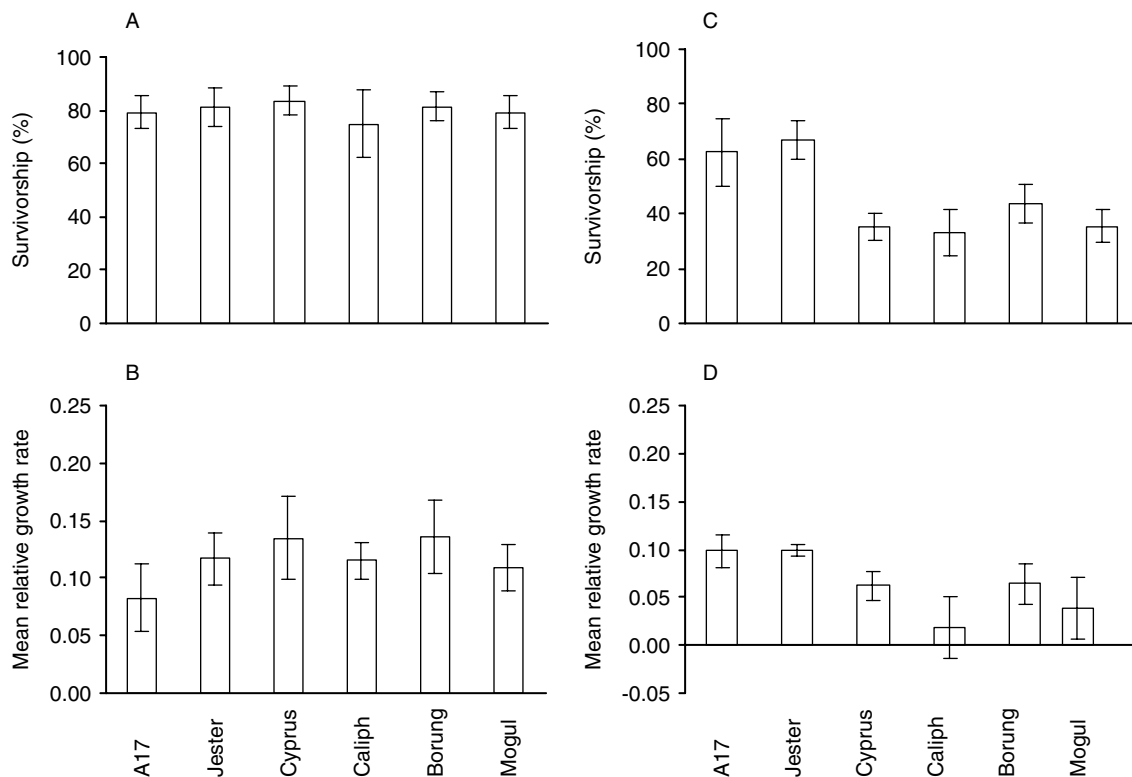 A
Survivorship (%)
100
80
60
40
20
0
C
Survivorship (%)
100
80
60
40
20
0
B
Mean relative growth rate
0.25
0.20
0.15
0.10
0.05
0.00
A17
Jester
Cyprus
Caliph
Borung
Mogul
D
Mean relative growth rate
0.25
0.20
0.15
0.10
0.05
0.00
-0.05
A17
Jester
Cyprus
Caliph
Borung
Mogul